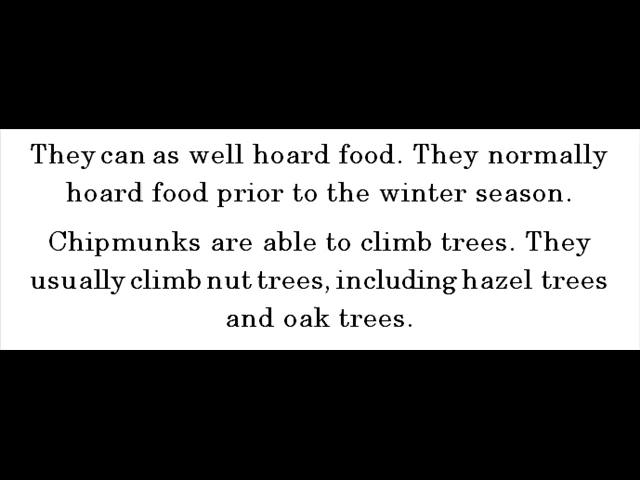 They can as well hoard food. They normally
hoard food prior to the winter season.
Chipmunks are able to climb trees. They
usually climb nut trees, including hazel trees
and oak trees.